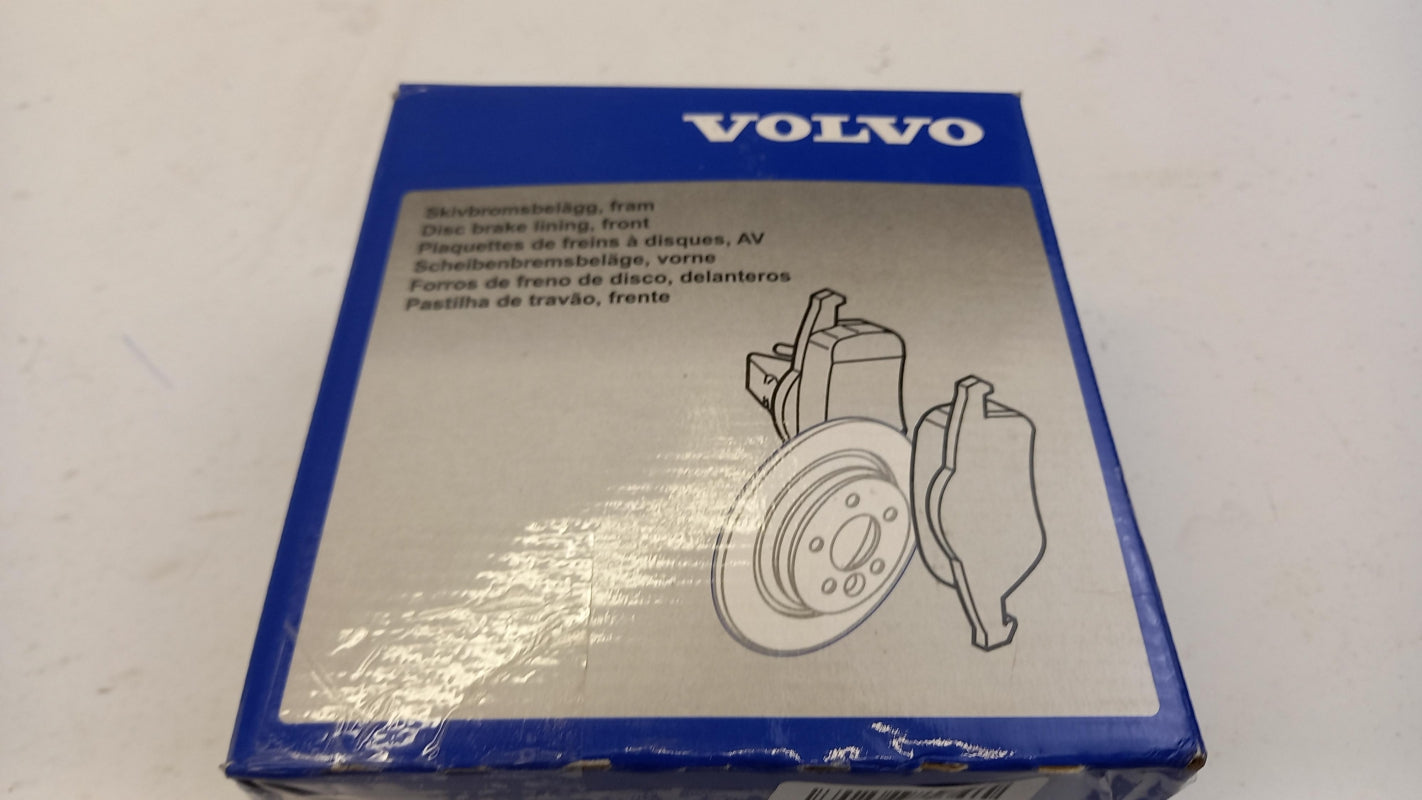 VOLVO
Skivbromsbelägg, fram
Disc brake lining, front
Plaquettes de freins à disques, AV
Scheibenbremsbeläge, vorne
Forros de freno de disco, delanteros
Pastilha de travão, frente